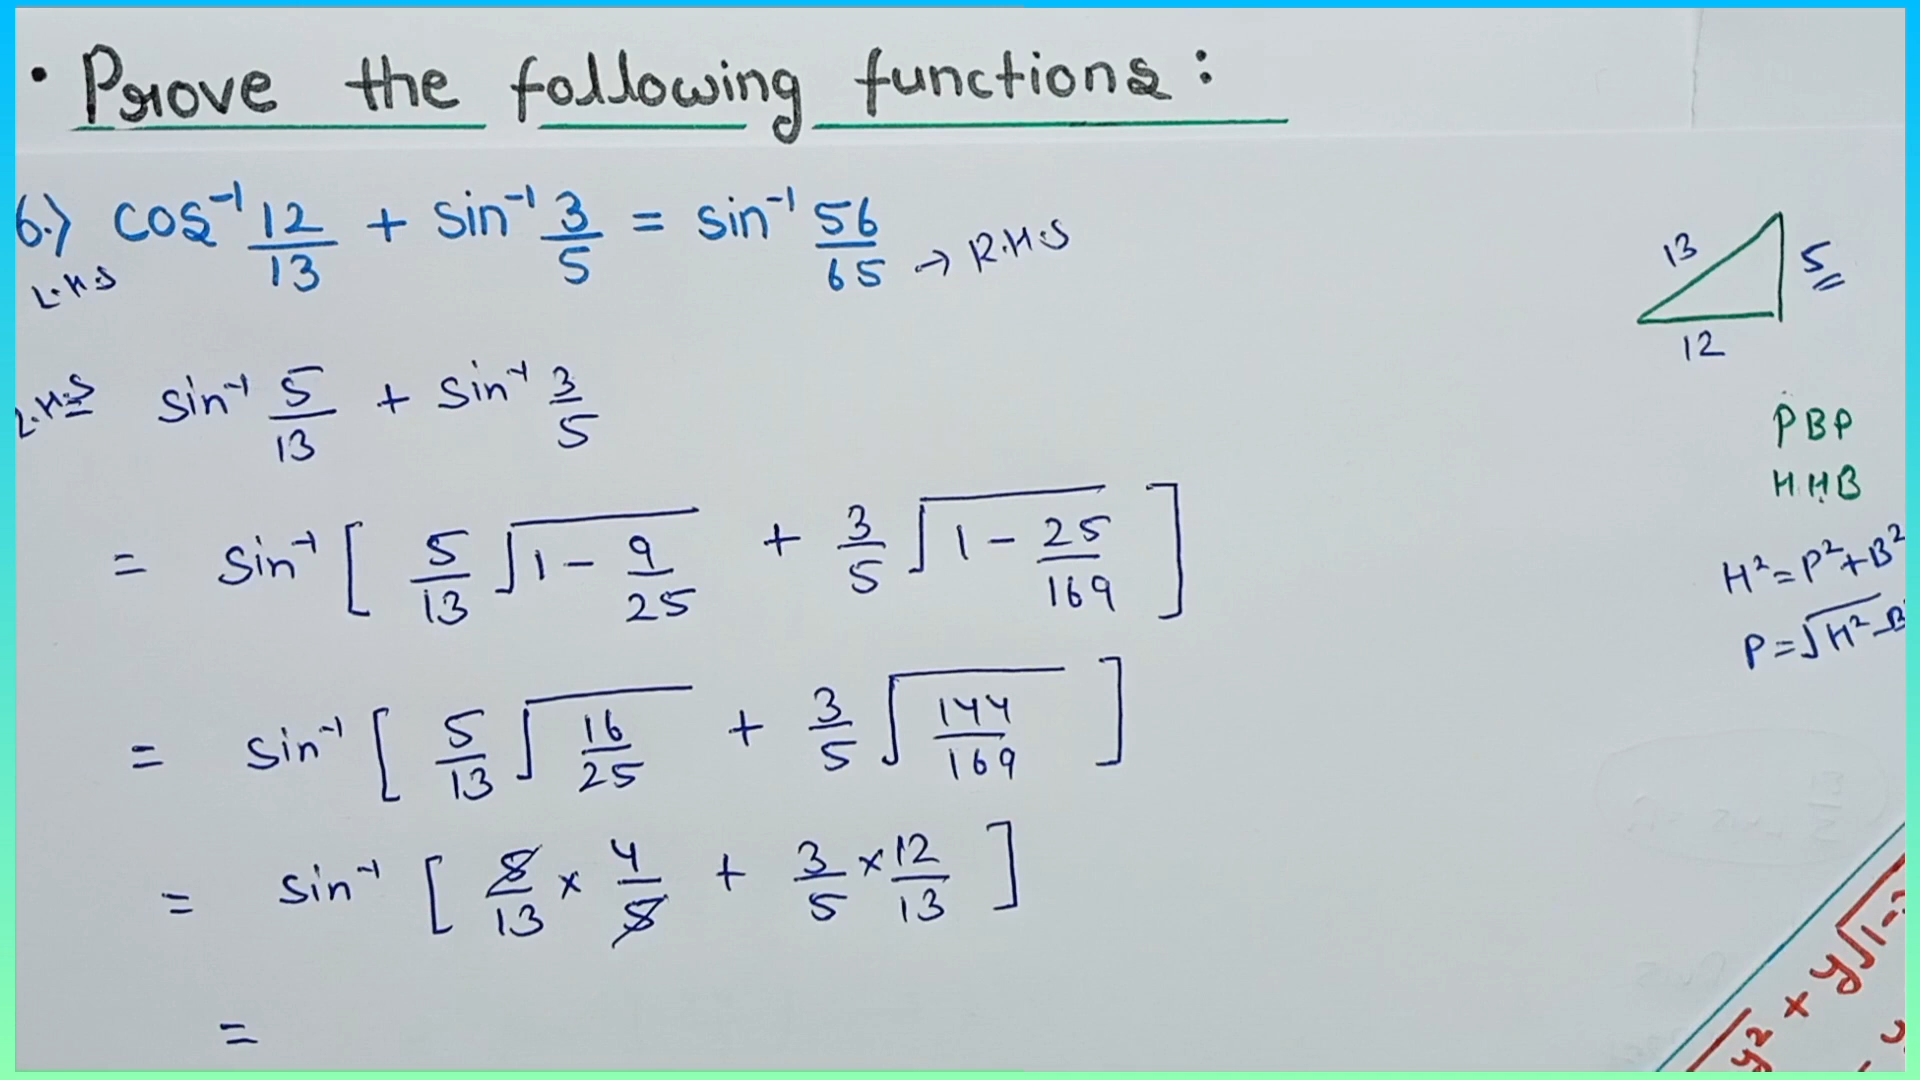 • Prove the following functions:
6.) cos⁻¹ 12/13 + sin⁻¹ 3/5 = sin⁻¹ 56/65 → R.H.S
L.H.S
13
5
12
L.H.S sin⁻¹ 5/13 + sin⁻¹ 3/5
P B P
H H B
= sin⁻¹ [ 5/13 √(1 - 9/25) + 3/5 √(1 - 25/169) ]
H² = P² + B²
P = √(H² - B
= sin⁻¹ [ 5/13 √(16/25) + 3/5 √(144/169) ]
= sin⁻¹ [ 5/13 × 4/5 + 3/5 × 12/13 ]
=
y² + y√1-